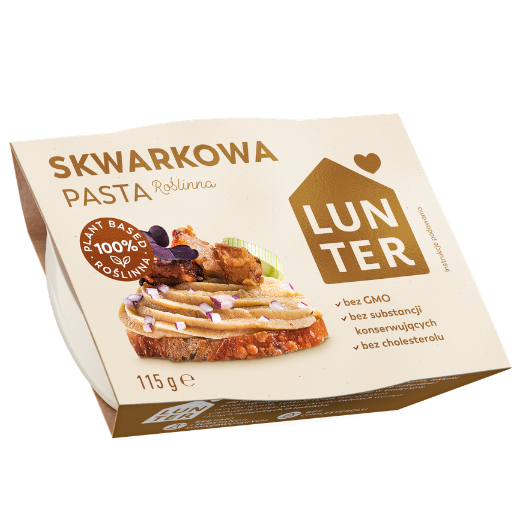 SKWARKOWA
PASTA Roślinna
PLANT BASED
100%
ROŚLINNA
LUN
TER
bez GMO
bez substancji
konserwujących
bez cholesterolu
115 g ℮
LUN
TER